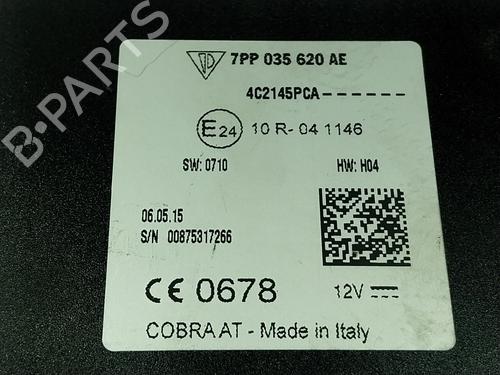 7PP 035 620 AE
4C2145PCA------
E24 10 R-04 1146
SW: 0710 HW: H04
06.05.15
S/N 00875317266
CE 0678 12V
COBRA AT - Made in Italy
B-PARTS